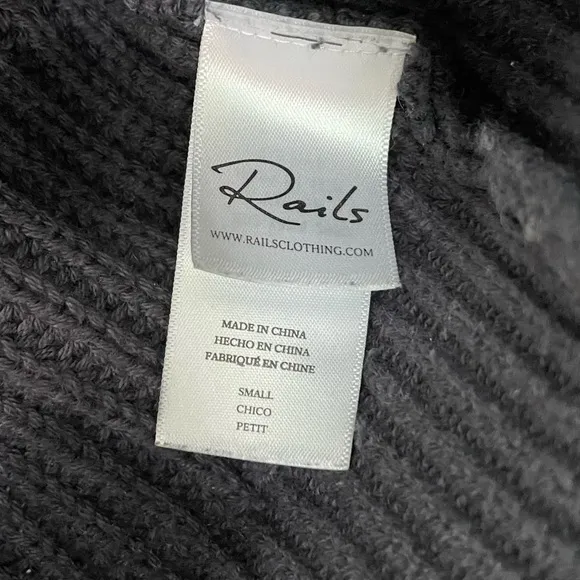 Rails
WWW.RAILSCLOTHING.COM
MADE IN CHINA
HECHO EN CHINA
FABRIQUÉ EN CHINE
SMALL
CHICO
PETIT